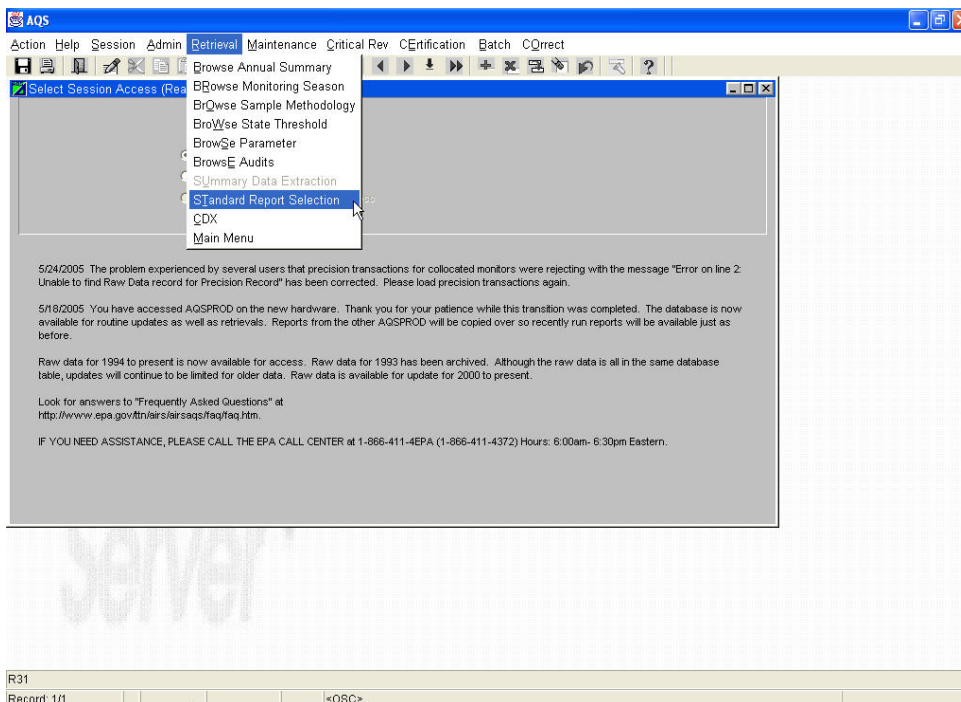 AQS
Action Help Session Admin Retrieval Maintenance Critical Rev CErtification Batch COrrect
Select Session Access (Rea
Browse Annual Summary
BRowse Monitoring Season
BrOwse Sample Methodology
BroWse State Threshold
BrowSe Parameter
BrowsE Audits
SUmmary Data Extraction
STandard Report Selection
CDX
Main Menu
5/24/2005 The problem experienced by several users that precision transactions for collocated monitors were rejecting with the message "Error on line 2:
Unable to find Raw Data record for Precision Record" has been corrected. Please load precision transactions again.
5/18/2005 You have accessed AQSPROD on the new hardware. Thank you for your patience while this transition was completed. The database is now
available for routine updates as well as retrievals. Reports from the other AQSPROD will be copied over so recently run reports will be available just as
before.
Raw data for 1994 to present is now available for access. Raw data for 1993 has been archived. Although the raw data is all in the same database
table, updates will continue to be limited for older data. Raw data is available for update for 2000 to present.
Look for answers to "Frequently Asked Questions" at
http://www.epa.gov/ttn/airs/airsaqs/faq/faq.htm.
IF YOU NEED ASSISTANCE, PLEASE CALL THE EPA CALL CENTER at 1-866-411-4EPA (1-866-411-4372) Hours: 6:00am- 6:30pm Eastern.
Server
R31
Record: 1/1 <OSC>